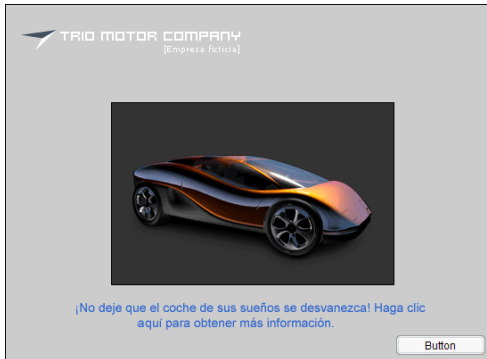 TRIO MOTOR COMPANY
[Empresa ficticia]
¡No deje que el coche de sus sueños se desvanezca! Haga clic
aquí para obtener más información.
Button